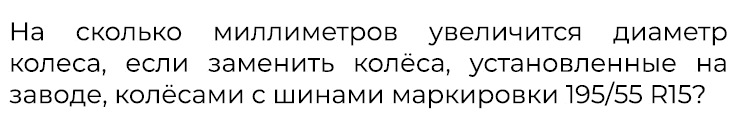 На сколько миллиметров увеличится диаметр
колеса, если заменить колёса, установленные на
заводе, колёсами с шинами маркировки 195/55 R15?